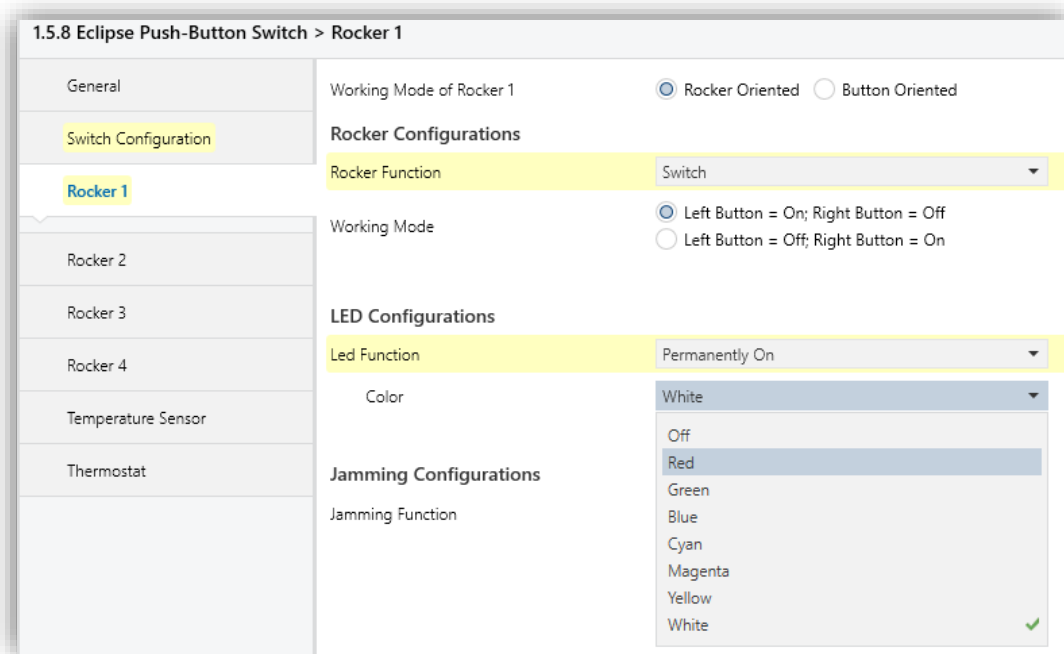 1.5.8 Eclipse Push-Button Switch > Rocker 1
General
Switch Configuration
Rocker 1
Rocker 2
Rocker 3
Rocker 4
Temperature Sensor
Thermostat
Working Mode of Rocker 1
Rocker Oriented
Button Oriented
Rocker Configurations
Rocker Function
Switch
Working Mode
Left Button = On; Right Button = Off
Left Button = Off; Right Button = On
LED Configurations
Led Function
Permanently On
Color
White
Off
Red
Green
Blue
Cyan
Magenta
Yellow
White
Jamming Configurations
Jamming Function